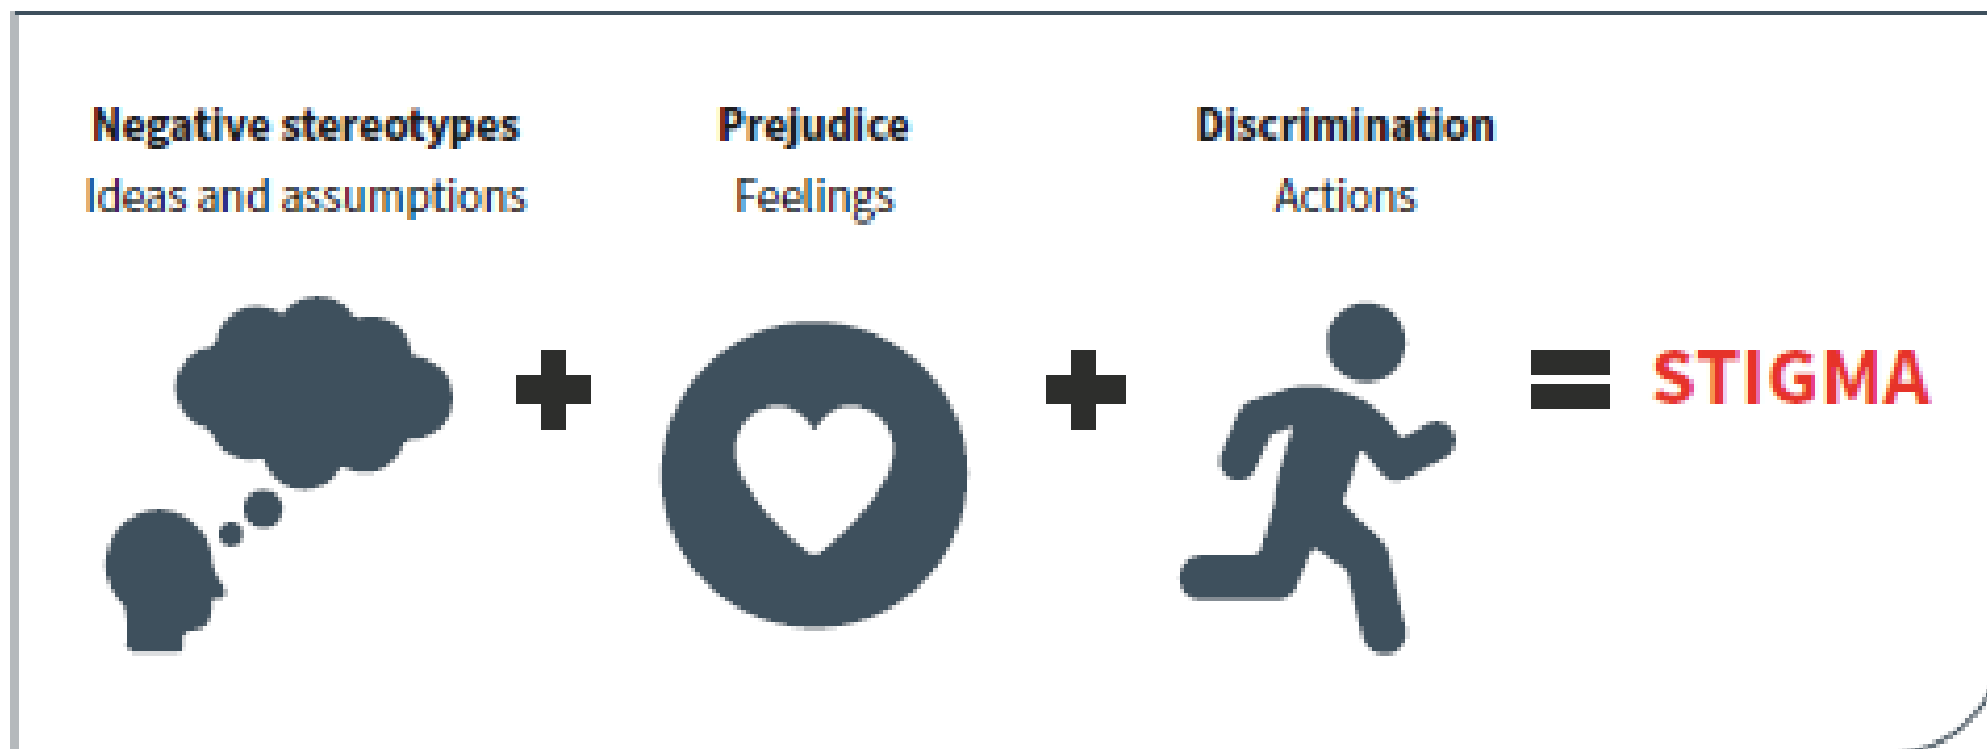 Negative stereotypes
Ideas and assumptions
Prejudice
Feelings
Discrimination
Actions
+ + = STIGMA